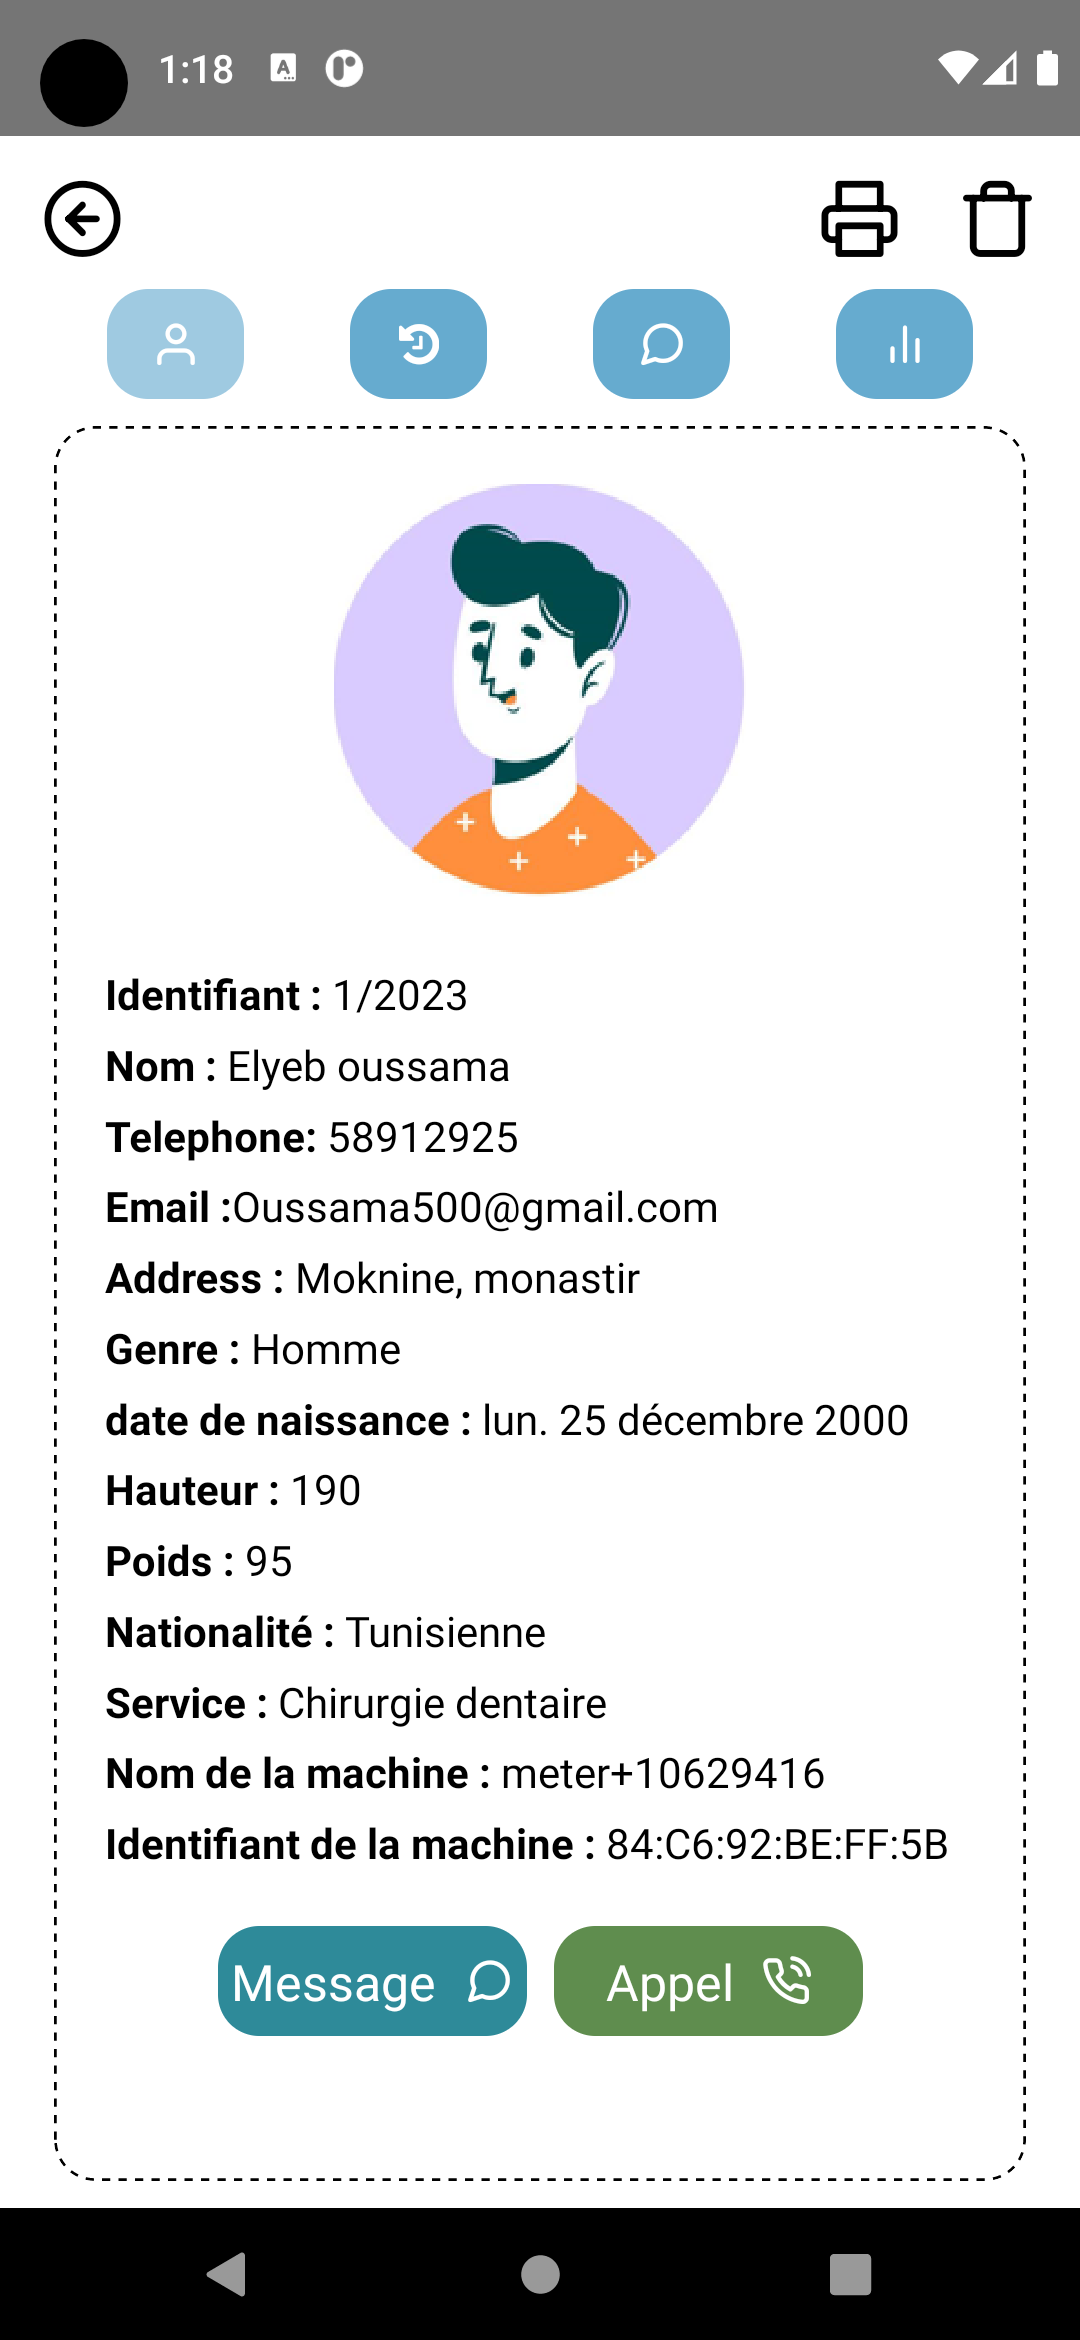 1:18
Identifiant : 1/2023
Nom : Elyeb oussama
Telephone: 58912925
Email :Oussama500@gmail.com
Address : Moknine, monastir
Genre : Homme
date de naissance : lun. 25 décembre 2000
Hauteur : 190
Poids : 95
Nationalité : Tunisienne
Service : Chirurgie dentaire
Nom de la machine : meter+10629416
Identifiant de la machine : 84:C6:92:BE:FF:5B
Message
Appel